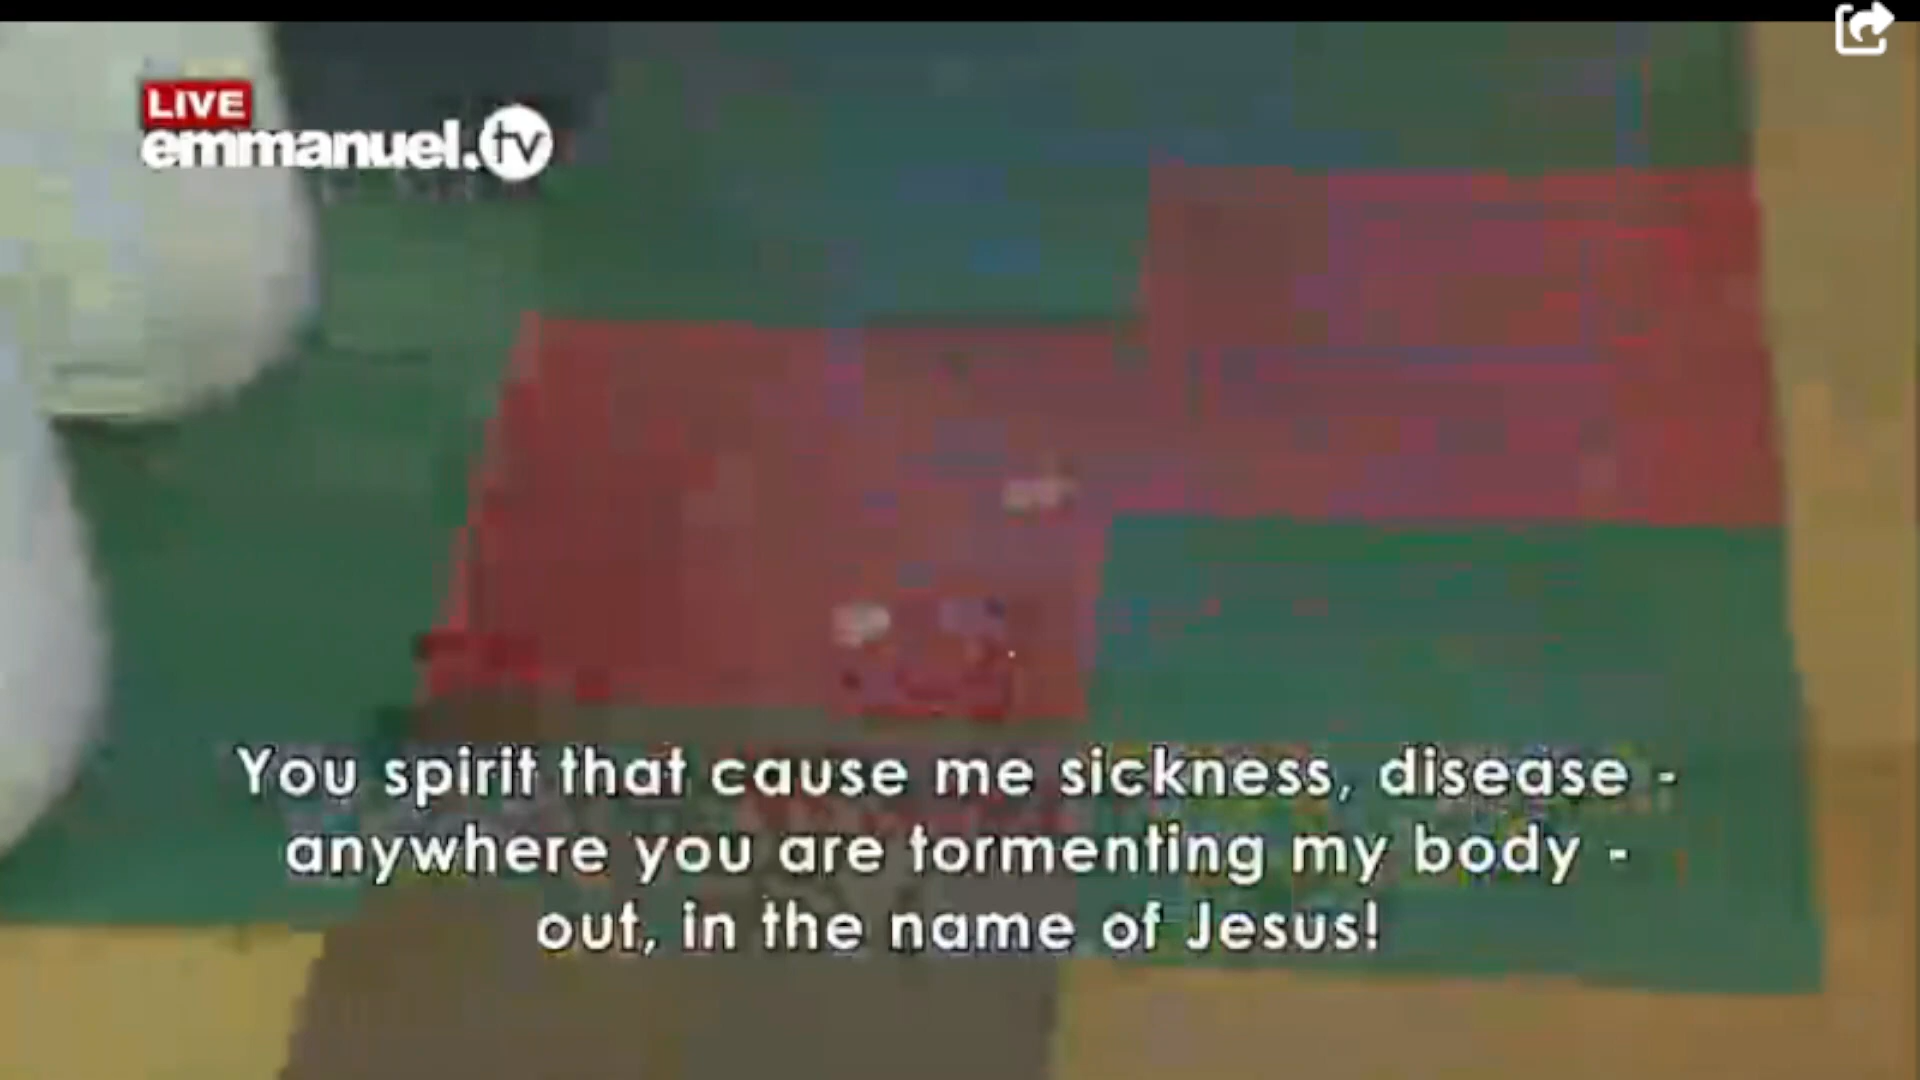 LIVE
emmanuel.tv
You spirit that cause me sickness, disease -
anywhere you are tormenting my body -
out, in the name of Jesus!